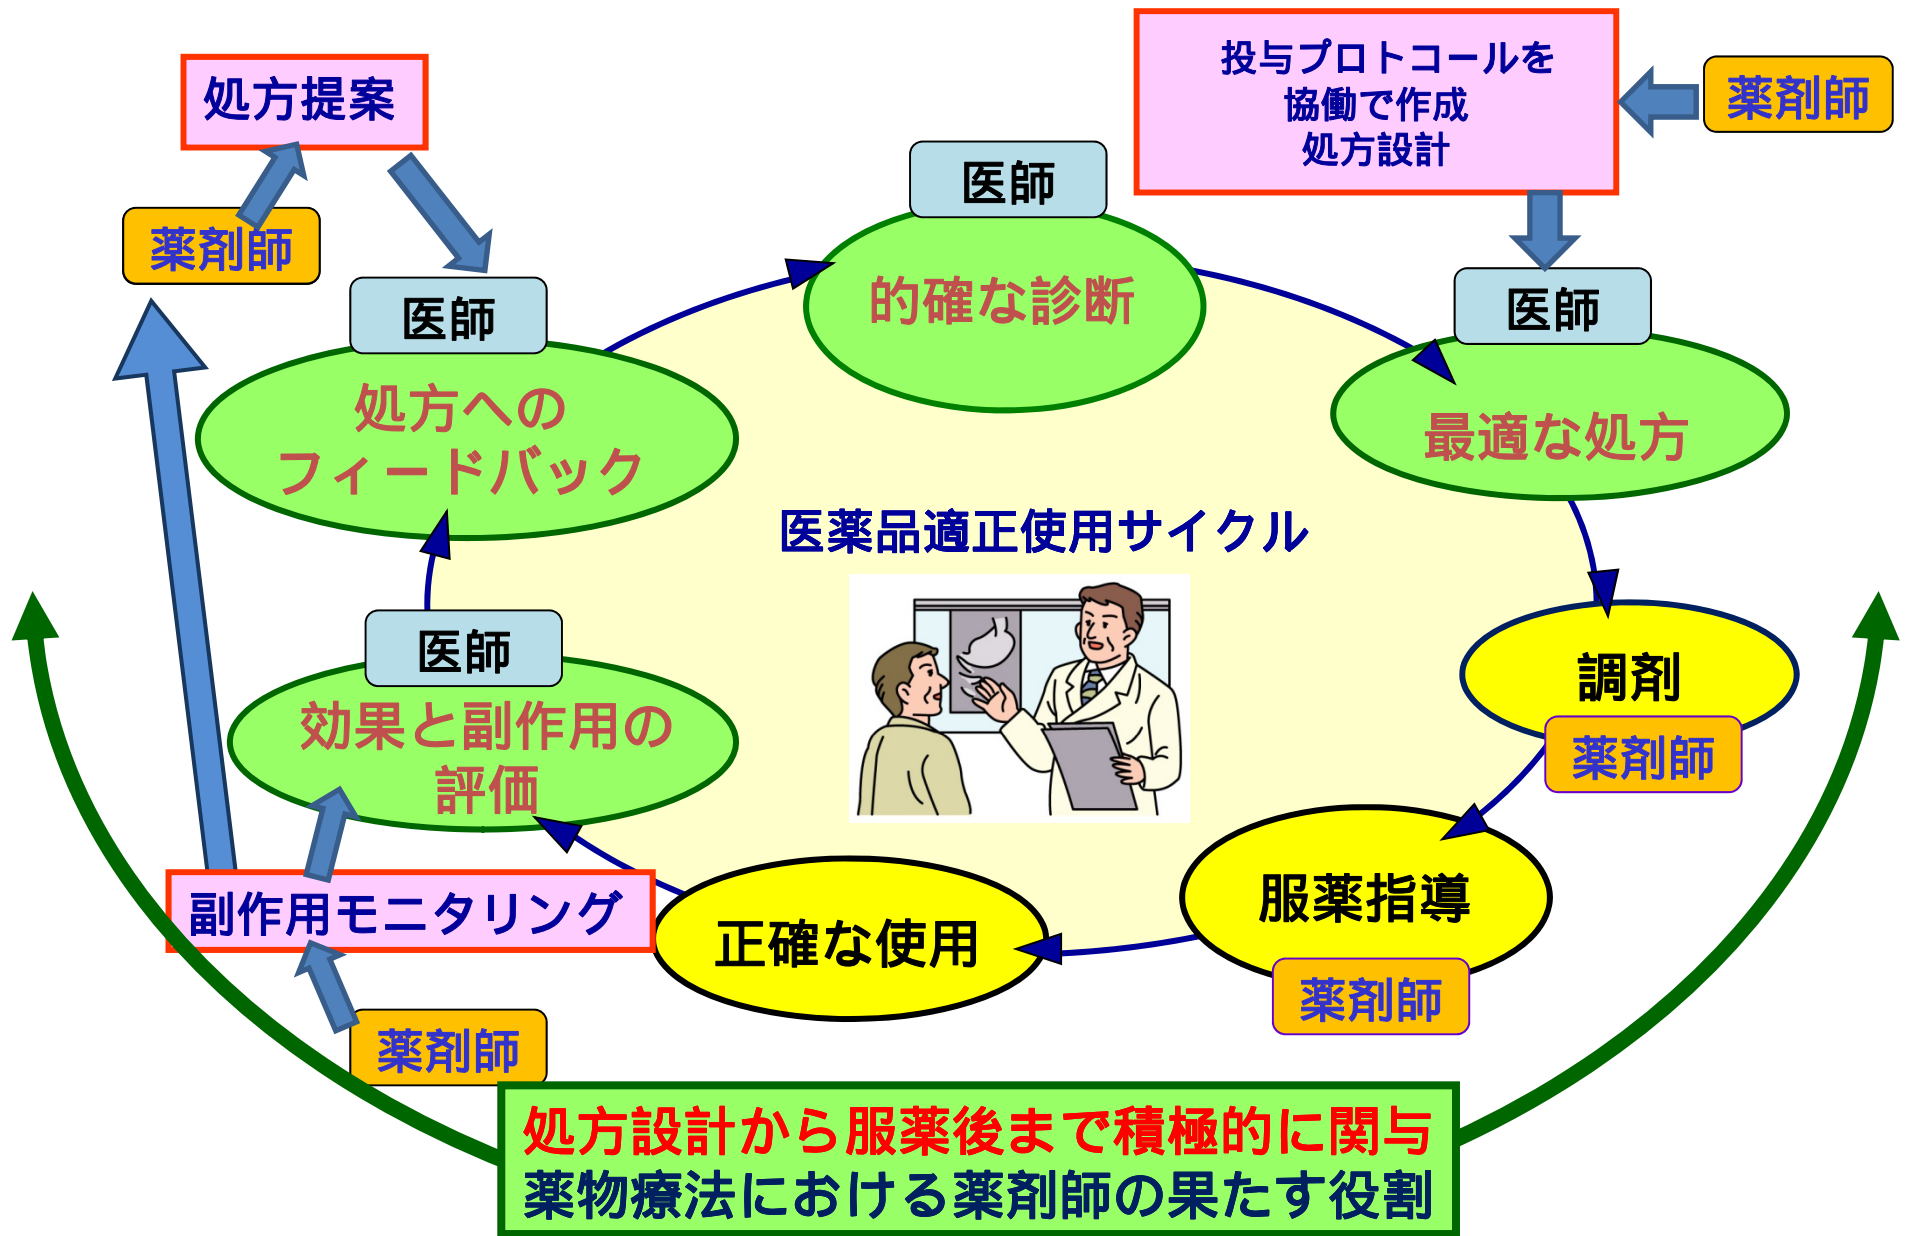 処方提案
投与プロトコールを
協働で作成
処方設計
薬剤師
医師
薬剤師
医師
医師
的確な診断
処方への
フィードバック
最適な処方
医薬品適正使用サイクル
医師
調剤
効果と副作用の
評価
薬剤師
副作用モニタリング
正確な使用
服薬指導
薬剤師
薬剤師
処方設計から服薬後まで積極的に関与
薬物療法における薬剤師の果たす役割